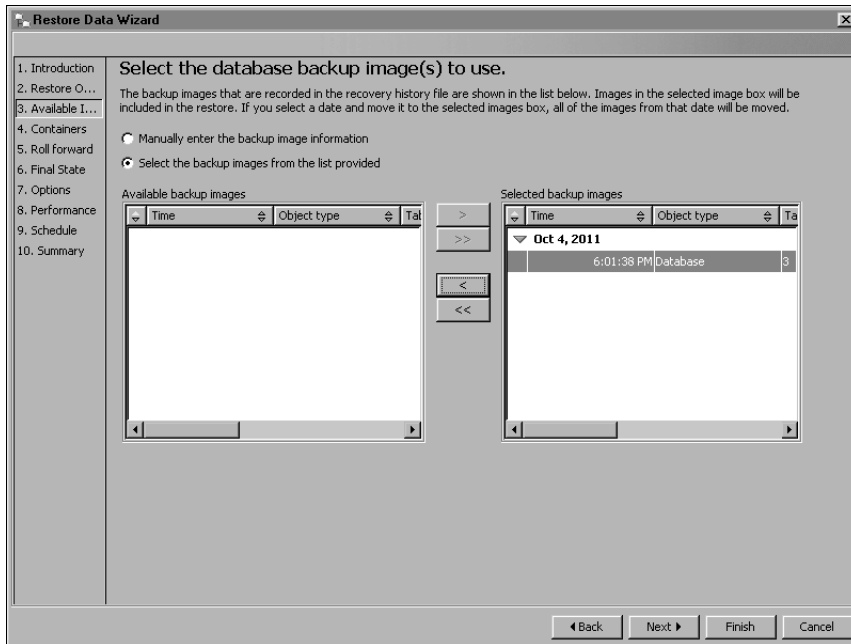 Restore Data Wizard
1. Introduction
2. Restore O...
3. Available I...
4. Containers
5. Roll forward
6. Final State
7. Options
8. Performance
9. Schedule
10. Summary
Select the database backup image(s) to use.
The backup images that are recorded in the recovery history file are shown in the list below. Images in the selected image box will be
included in the restore. If you select a date and move it to the selected images box, all of the images from that date will be moved.
Manually enter the backup image information
Select the backup images from the list provided
Available backup images
Time Object type Tab
>
>>
<
<<
Selected backup images
Time Object type Ta
Oct 4, 2011
6:01:38 PM Database 3
Back Next Finish Cancel